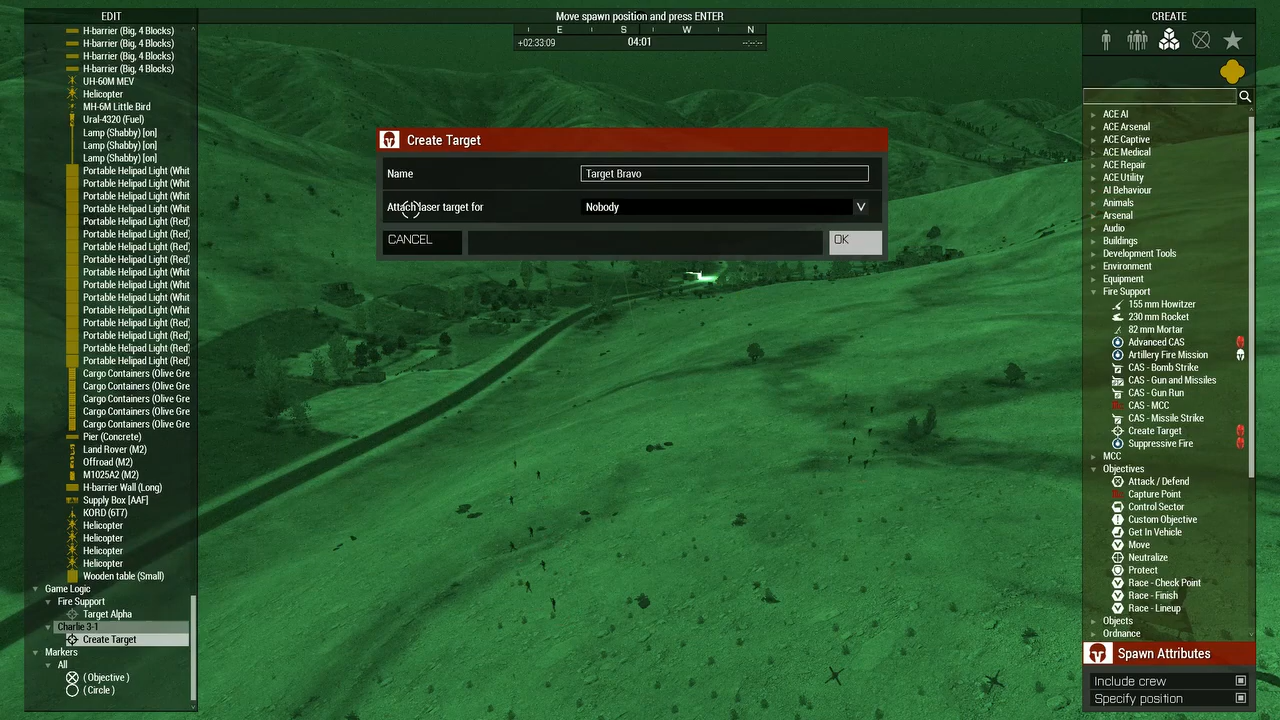 EDIT
Move spawn position and press ENTER
CREATE
E S W N
+02:33:09 04:01 --:--:--
H-barrier (Big, 4 Blocks)
H-barrier (Big, 4 Blocks)
H-barrier (Big, 4 Blocks)
H-barrier (Big, 4 Blocks)
UH-60M MEV
Helicopter
MH-6M Little Bird
Ural-4320 (Fuel)
Lamp (Shabby) [on]
Lamp (Shabby) [on]
Lamp (Shabby) [on]
Portable Helipad Light (Whit
Portable Helipad Light (Whit
Portable Helipad Light (Whit
Portable Helipad Light (Whit
Portable Helipad Light (Red)
Portable Helipad Light (Red)
Portable Helipad Light (Red)
Portable Helipad Light (Red)
Portable Helipad Light (Whit
Portable Helipad Light (Whit
Portable Helipad Light (Whit
Portable Helipad Light (Whit
Portable Helipad Light (Red)
Portable Helipad Light (Red)
Portable Helipad Light (Red)
Portable Helipad Light (Red)
Cargo Containers (Olive Gre
Cargo Containers (Olive Gre
Cargo Containers (Olive Gre
Cargo Containers (Olive Gre
Cargo Containers (Olive Gre
Pier (Concrete)
Land Rover (M2)
Offroad (M2)
M1025A2 (M2)
H-barrier Wall (Long)
Supply Box [AAF]
KORD (6T7)
Helicopter
Helicopter
Helicopter
Helicopter
Wooden table (Small)
Game Logic
Fire Support
Target Alpha
Charlie 3-1
Create Target
Markers
All
( Objective )
( Circle )
Create Target
Name Target Bravo
Attach laser target for Nobody
CANCEL OK
ACE AI
ACE Arsenal
ACE Captive
ACE Medical
ACE Repair
ACE Utility
AI Behaviour
Animals
Arsenal
Audio
Buildings
Development Tools
Environment
Equipment
Fire Support
155 mm Howitzer
230 mm Rocket
82 mm Mortar
Advanced CAS
Artillery Fire Mission
CAS - Bomb Strike
CAS - Gun and Missiles
CAS - Gun Run
CAS - MCC
CAS - Missile Strike
Create Target
Suppressive Fire
MCC
Objectives
Attack / Defend
Capture Point
Control Sector
Custom Objective
Get In Vehicle
Move
Neutralize
Protect
Race - Check Point
Race - Finish
Race - Lineup
Objects
Ordnance
Spawn Attributes
Include crew
Specify position